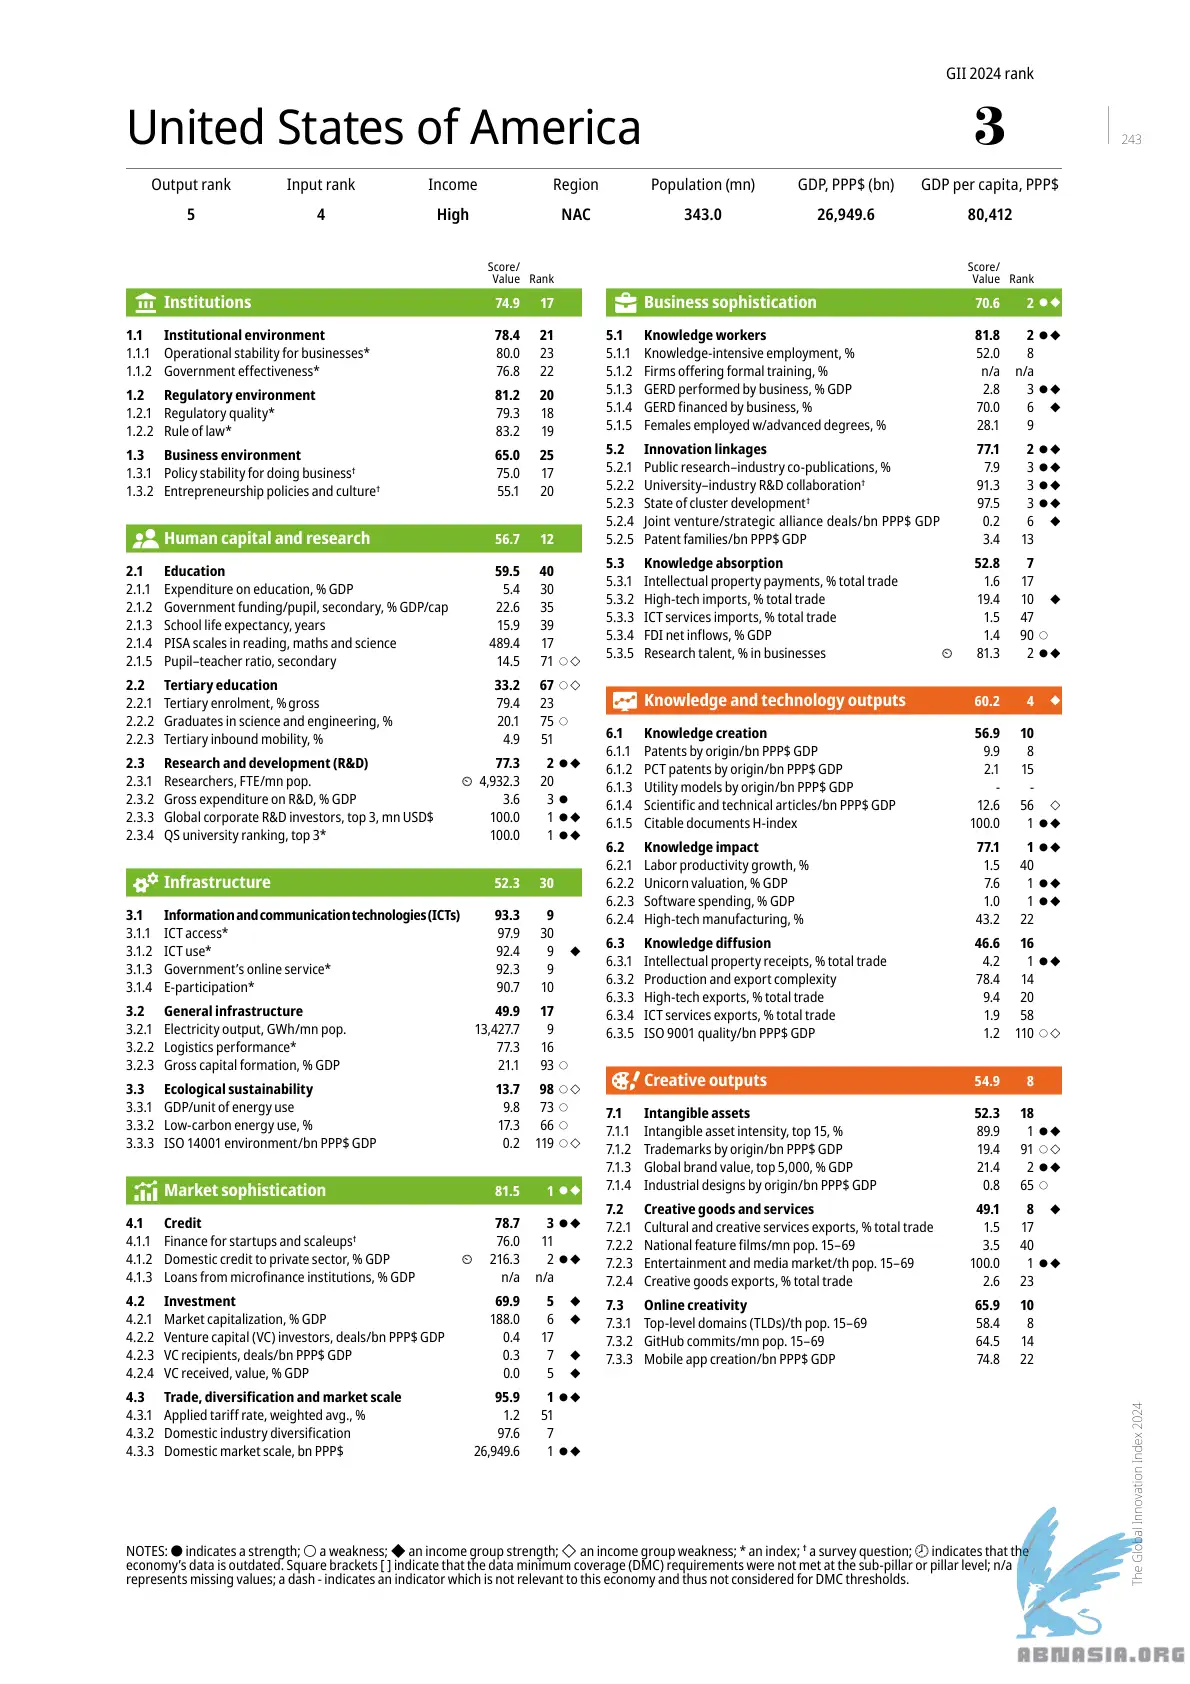 GII 2024 rank
United States of America
3
243
Output rank Input rank Income Region Population (mn) GDP, PPP$ (bn) GDP per capita, PPP$
5 4 High NAC 343.0 26,949.6 80,412
Score/
Value Rank
Institutions 74.9 17
1.1 Institutional environment 78.4 21
1.1.1 Operational stability for businesses* 80.0 23
1.1.2 Government effectiveness* 76.8 22
1.2 Regulatory environment 81.2 20
1.2.1 Regulatory quality* 79.3 18
1.2.2 Rule of law* 83.2 19
1.3 Business environment 65.0 25
1.3.1 Policy stability for doing business† 75.0 17
1.3.2 Entrepreneurship policies and culture† 55.1 20
Human capital and research 56.7 12
2.1 Education 59.5 40
2.1.1 Expenditure on education, % GDP 5.4 30
2.1.2 Government funding/pupil, secondary, % GDP/cap 22.6 35
2.1.3 School life expectancy, years 15.9 39
2.1.4 PISA scales in reading, maths and science 489.4 17
2.1.5 Pupil–teacher ratio, secondary 14.5 71 ○◇
2.2 Tertiary education 33.2 67 ○◇
2.2.1 Tertiary enrolment, % gross 79.4 23
2.2.2 Graduates in science and engineering, % 20.1 75 ○
2.2.3 Tertiary inbound mobility, % 4.9 51
2.3 Research and development (R&D) 77.3 2 ●◆
2.3.1 Researchers, FTE/mn pop. 4,932.3 20
2.3.2 Gross expenditure on R&D, % GDP 3.6 3 ●
2.3.3 Global corporate R&D investors, top 3, mn USD$ 100.0 1 ●◆
2.3.4 QS university ranking, top 3* 100.0 1 ●◆
Infrastructure 52.3 30
3.1 Information and communication technologies (ICTs) 93.3 9
3.1.1 ICT access* 97.9 30
3.1.2 ICT use* 92.4 9 ◆
3.1.3 Government's online service* 92.3 9
3.1.4 E-participation* 90.7 10
3.2 General infrastructure 49.9 17
3.2.1 Electricity output, GWh/mn pop. 13,427.7 9
3.2.2 Logistics performance* 77.3 16
3.2.3 Gross capital formation, % GDP 21.1 93 ○
3.3 Ecological sustainability 13.7 98 ○◇
3.3.1 GDP/unit of energy use 9.8 73 ○
3.3.2 Low-carbon energy use, % 17.3 66 ○
3.3.3 ISO 14001 environment/bn PPP$ GDP 0.2 119 ○◇
Market sophistication 81.5 1 ●◆
4.1 Credit 78.7 3 ●◆
4.1.1 Finance for startups and scaleups† 76.0 11
4.1.2 Domestic credit to private sector, % GDP 216.3 2 ●◆
4.1.3 Loans from microfinance institutions, % GDP n/a n/a
4.2 Investment 69.9 5 ◆
4.2.1 Market capitalization, % GDP 188.0 6 ◆
4.2.2 Venture capital (VC) investors, deals/bn PPP$ GDP 0.4 17
4.2.3 VC recipients, deals/bn PPP$ GDP 0.3 7 ◆
4.2.4 VC received, value, % GDP 0.0 5 ◆
4.3 Trade, diversification and market scale 95.9 1 ●◆
4.3.1 Applied tariff rate, weighted avg., % 1.2 51
4.3.2 Domestic industry diversification 97.6 7
4.3.3 Domestic market scale, bn PPP$ 26,949.6 1 ●◆
Score/
Value Rank
Business sophistication 70.6 2 ●◆
5.1 Knowledge workers 81.8 2 ●◆
5.1.1 Knowledge-intensive employment, % 52.0 8
5.1.2 Firms offering formal training, % n/a n/a
5.1.3 GERD performed by business, % GDP 2.8 3 ●◆
5.1.4 GERD financed by business, % 70.0 6 ◆
5.1.5 Females employed w/advanced degrees, % 28.1 9
5.2 Innovation linkages 77.1 2 ●◆
5.2.1 Public research–industry co-publications, % 7.9 3 ●◆
5.2.2 University–industry R&D collaboration† 91.3 3 ●◆
5.2.3 State of cluster development† 97.5 3 ●◆
5.2.4 Joint venture/strategic alliance deals/bn PPP$ GDP 0.2 6 ◆
5.2.5 Patent families/bn PPP$ GDP 3.4 13
5.3 Knowledge absorption 52.8 7
5.3.1 Intellectual property payments, % total trade 1.6 17
5.3.2 High-tech imports, % total trade 19.4 10 ◆
5.3.3 ICT services imports, % total trade 1.5 47
5.3.4 FDI net inflows, % GDP 1.4 90 ○
5.3.5 Research talent, % in businesses 81.3 2 ●◆
Knowledge and technology outputs 60.2 4 ◆
6.1 Knowledge creation 56.9 10
6.1.1 Patents by origin/bn PPP$ GDP 9.9 8
6.1.2 PCT patents by origin/bn PPP$ GDP 2.1 15
6.1.3 Utility models by origin/bn PPP$ GDP - -
6.1.4 Scientific and technical articles/bn PPP$ GDP 12.6 56 ◇
6.1.5 Citable documents H-index 100.0 1 ●◆
6.2 Knowledge impact 77.1 1 ●◆
6.2.1 Labor productivity growth, % 1.5 40
6.2.2 Unicorn valuation, % GDP 7.6 1 ●◆
6.2.3 Software spending, % GDP 1.0 1 ●◆
6.2.4 High-tech manufacturing, % 43.2 22
6.3 Knowledge diffusion 46.6 16
6.3.1 Intellectual property receipts, % total trade 4.2 1 ●◆
6.3.2 Production and export complexity 78.4 14
6.3.3 High-tech exports, % total trade 9.4 20
6.3.4 ICT services exports, % total trade 1.9 58
6.3.5 ISO 9001 quality/bn PPP$ GDP 1.2 110 ○◇
Creative outputs 54.9 8
7.1 Intangible assets 52.3 18
7.1.1 Intangible asset intensity, top 15, % 89.9 1 ●◆
7.1.2 Trademarks by origin/bn PPP$ GDP 19.4 91 ○◇
7.1.3 Global brand value, top 5,000, % GDP 21.4 2 ●◆
7.1.4 Industrial designs by origin/bn PPP$ GDP 0.8 65 ○
7.2 Creative goods and services 49.1 8 ◆
7.2.1 Cultural and creative services exports, % total trade 1.5 17
7.2.2 National feature films/mn pop. 15–69 3.5 40
7.2.3 Entertainment and media market/th pop. 15–69 100.0 1 ●◆
7.2.4 Creative goods exports, % total trade 2.6 23
7.3 Online creativity 65.9 10
7.3.1 Top-level domains (TLDs)/th pop. 15–69 58.4 8
7.3.2 GitHub commits/mn pop. 15–69 64.5 14
7.3.3 Mobile app creation/bn PPP$ GDP 74.8 22
The Global Innovation Index 2024
NOTES: ● indicates a strength; ○ a weakness; ◆ an income group strength; ◇ an income group weakness; * an index; † a survey question; 🕘 indicates that the
economy's data is outdated. Square brackets [ ] indicate that the data minimum coverage (DMC) requirements were not met at the sub-pillar or pillar level; n/a
represents missing values; a dash - indicates an indicator which is not relevant to this economy and thus not considered for DMC thresholds.
ABNASIA.ORG